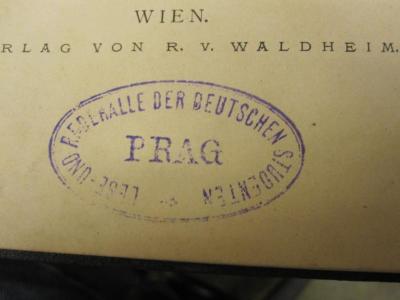 WIEN.
RLAG VON R. V. WALDHEIM.
LESE-UND REDEHALLE DER DEUTSCHEN STUDENTEN
PRAG